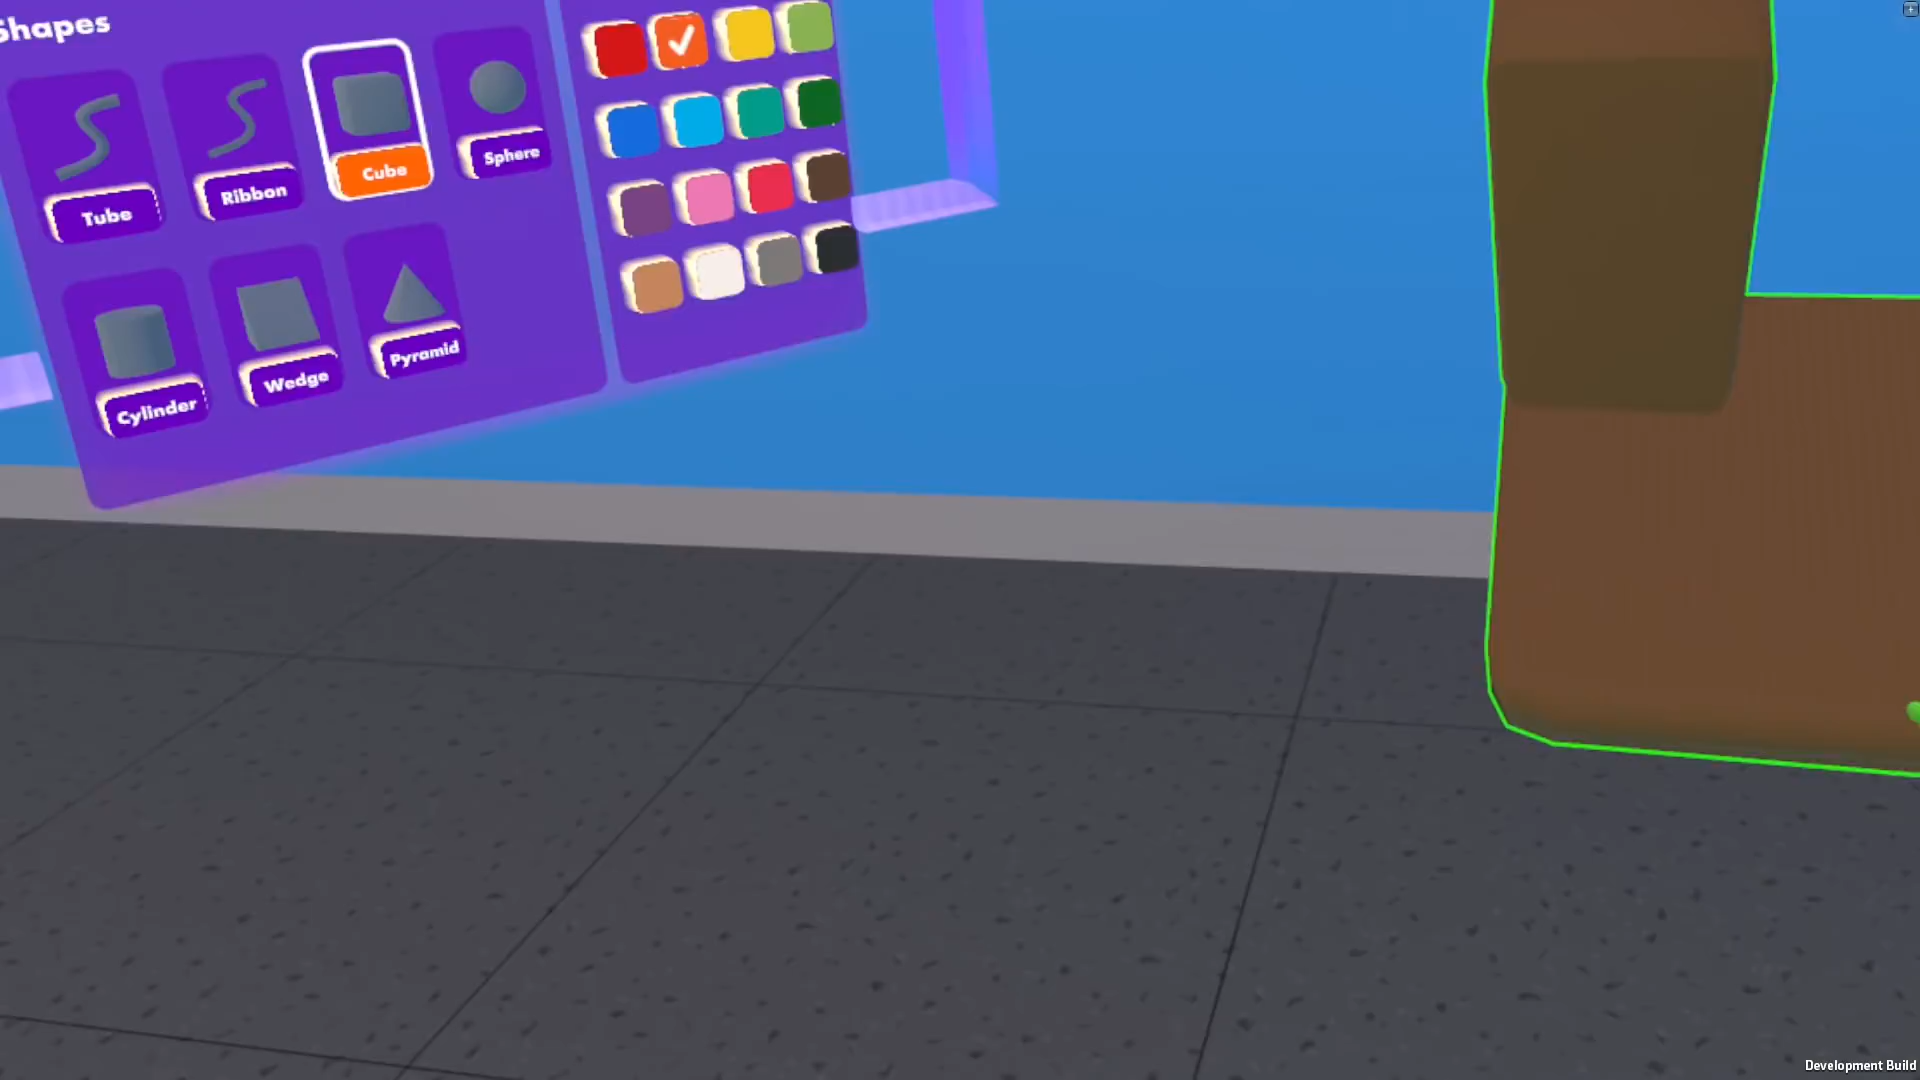 Shapes
Tube
Ribbon
Cube
Sphere
Cylinder
Wedge
Pyramid
Development Build